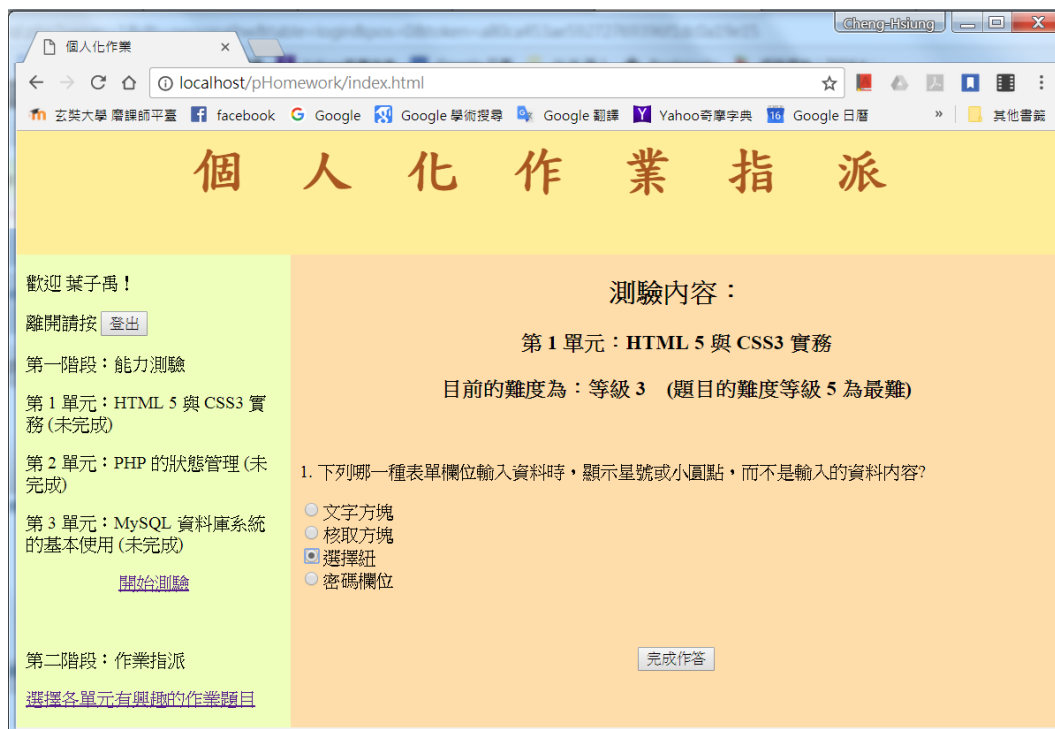 Cheng-Hsiung
個人化作業
localhost/pHomework/index.html
玄奘大學 磨課師平臺 facebook Google Google 學術搜尋 Google 翻譯 Yahoo奇摩字典 16 Google 日曆 » 其他書籤
個人化作業指派
歡迎 葉子禹！
離開請按 登出
第一階段：能力測驗
第 1 單元：HTML 5 與 CSS3 實
務 (未完成)
第 2 單元：PHP 的狀態管理 (未
完成)
第 3 單元：MySQL 資料庫系統
的基本使用 (未完成)
開始測驗
第二階段：作業指派
選擇各單元有興趣的作業題目
測驗內容：
第 1 單元：HTML 5 與 CSS3 實務
目前的難度為：等級 3 (題目的難度等級 5 為最難)
1. 下列哪一種表單欄位輸入資料時，顯示星號或小圓點，而不是輸入的資料內容?
文字方塊
核取方塊
選擇紐
密碼欄位
完成作答